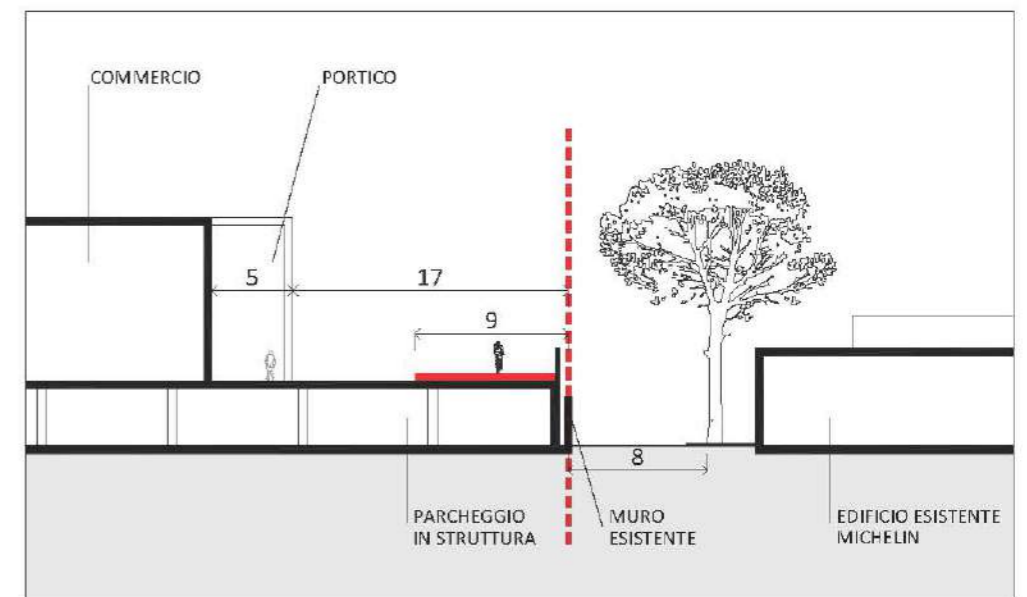 COMMERCIO
PORTICO
5
17
9
8
PARCHEGGIO
IN STRUTTURA
MURO
ESISTENTE
EDIFICIO ESISTENTE
MICHELIN